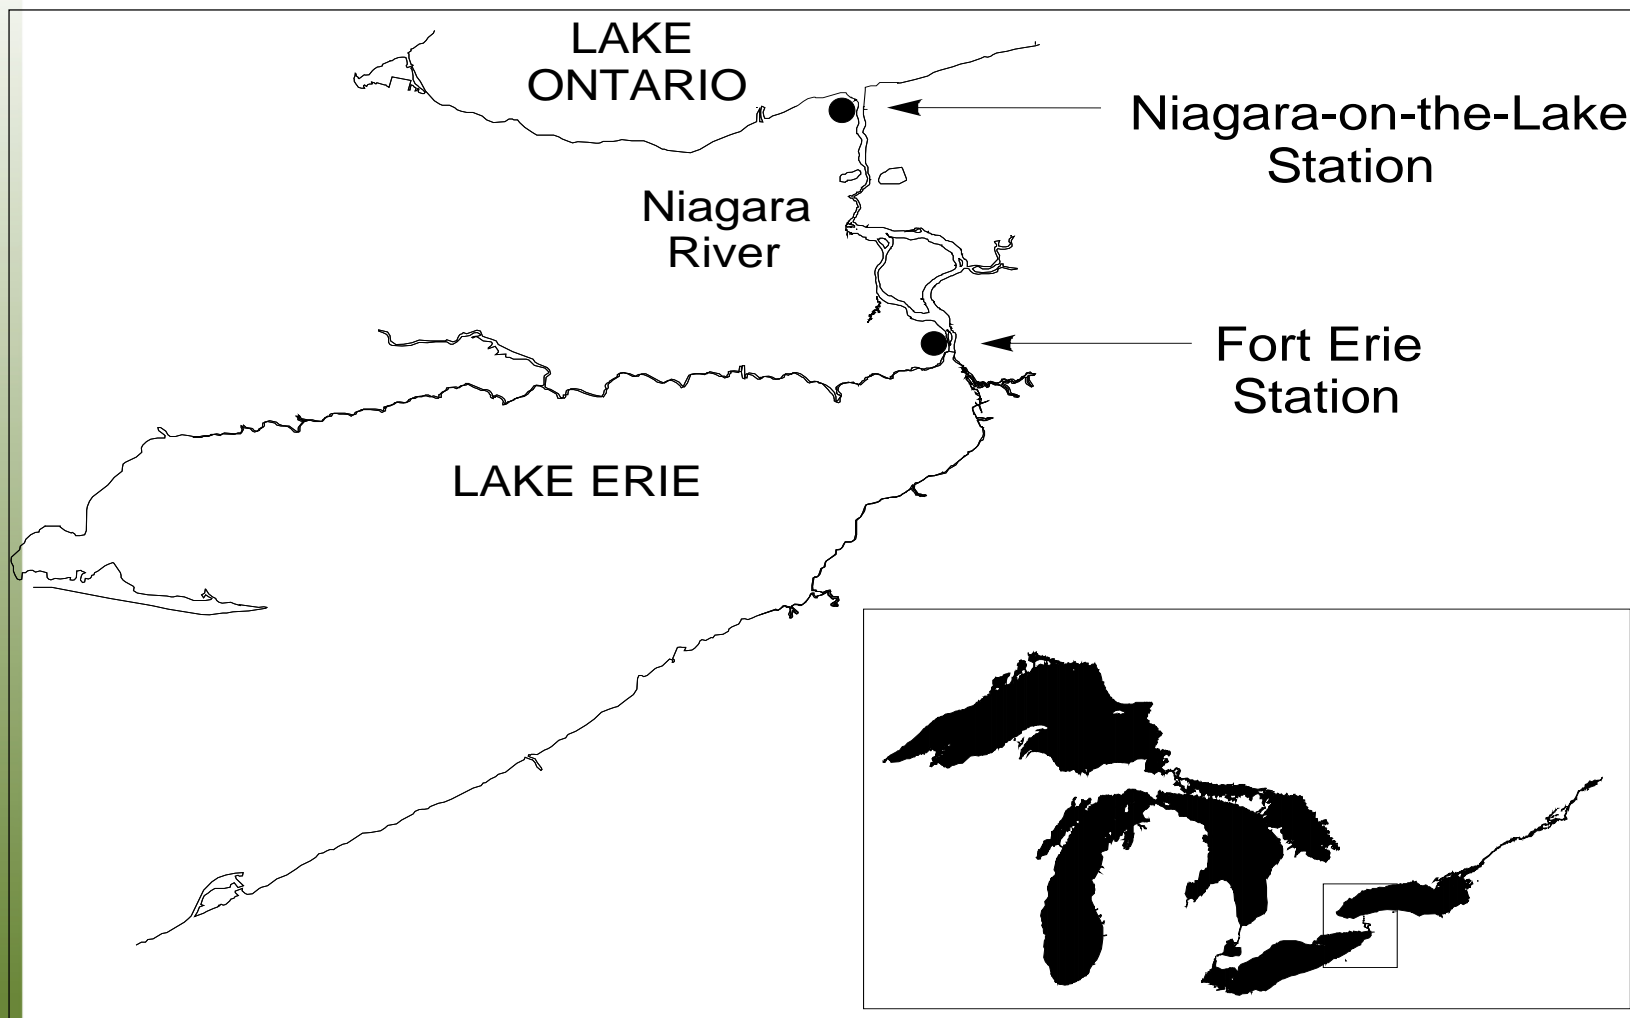 LAKE
ONTARIO
Niagara-on-the-Lake
Station
Niagara
River
Fort Erie
Station
LAKE ERIE